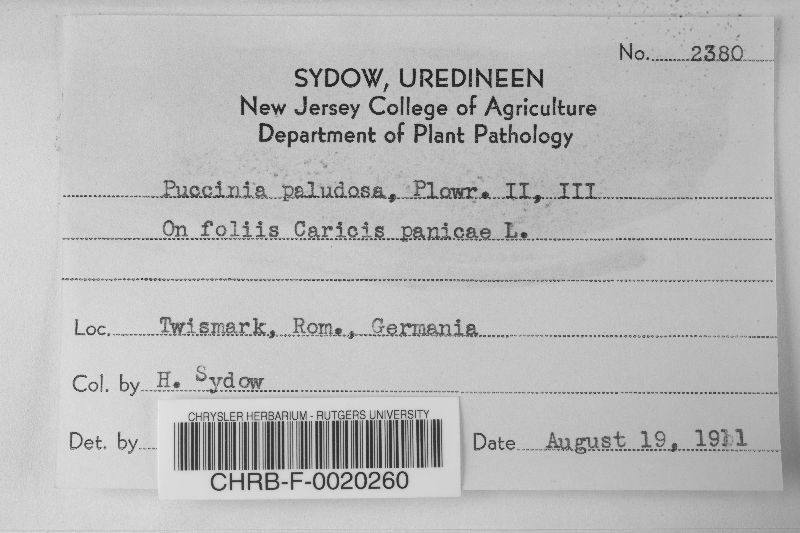 No. 2380
SYDOW, UREDINEEN
New Jersey College of Agriculture
Department of Plant Pathology
Puccinia paludosa, Plowr. II, III
On foliis Caricis panicae L.
Loc. Twismark, Rom., Germania
Col. by H. Sydow
CHRYSLER HERBARIUM - RUTGERS UNIVERSITY
Det. by
Date August 19, 1911
CHRB-F-0020260